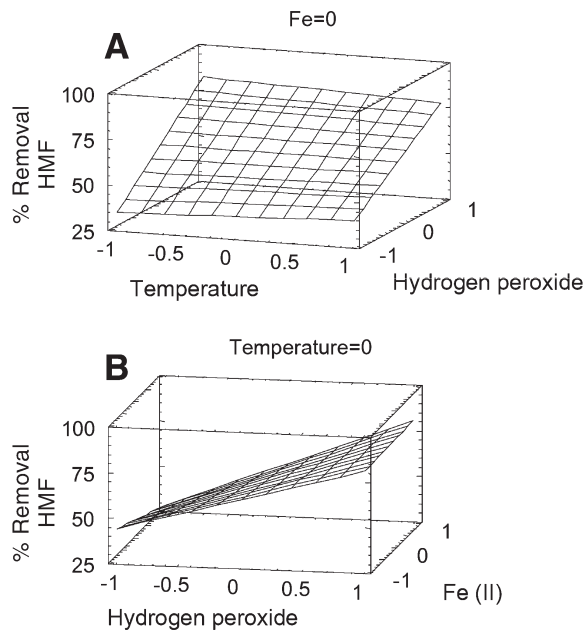 A
Fe=0
% Removal
HMF
100
75
50
25
-1
-0.5
0
0.5
1
Temperature
-1
0
1
Hydrogen peroxide
B
Temperature=0
% Removal
HMF
100
75
50
25
-1
-0.5
0
0.5
1
Hydrogen peroxide
-1
0
1
Fe (II)